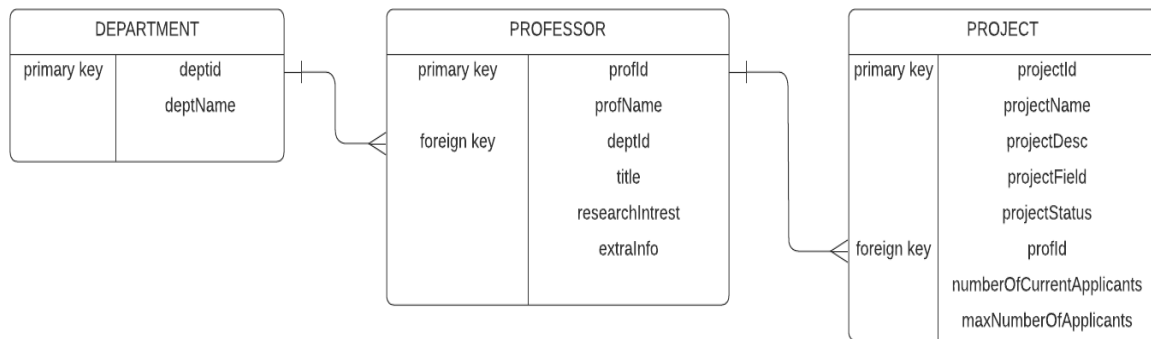 DEPARTMENT
primary key deptid
deptName
PROFESSOR
primary key profId
profName
foreign key deptId
title
researchIntrest
extraInfo
PROJECT
primary key projectId
projectName
projectDesc
projectField
projectStatus
foreign key profId
numberOfCurrentApplicants
maxNumberOfApplicants